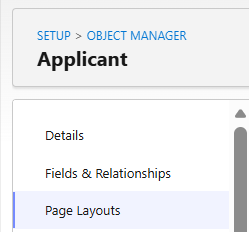 SETUP > OBJECT MANAGER
Applicant
Details
Fields & Relationships
Page Layouts